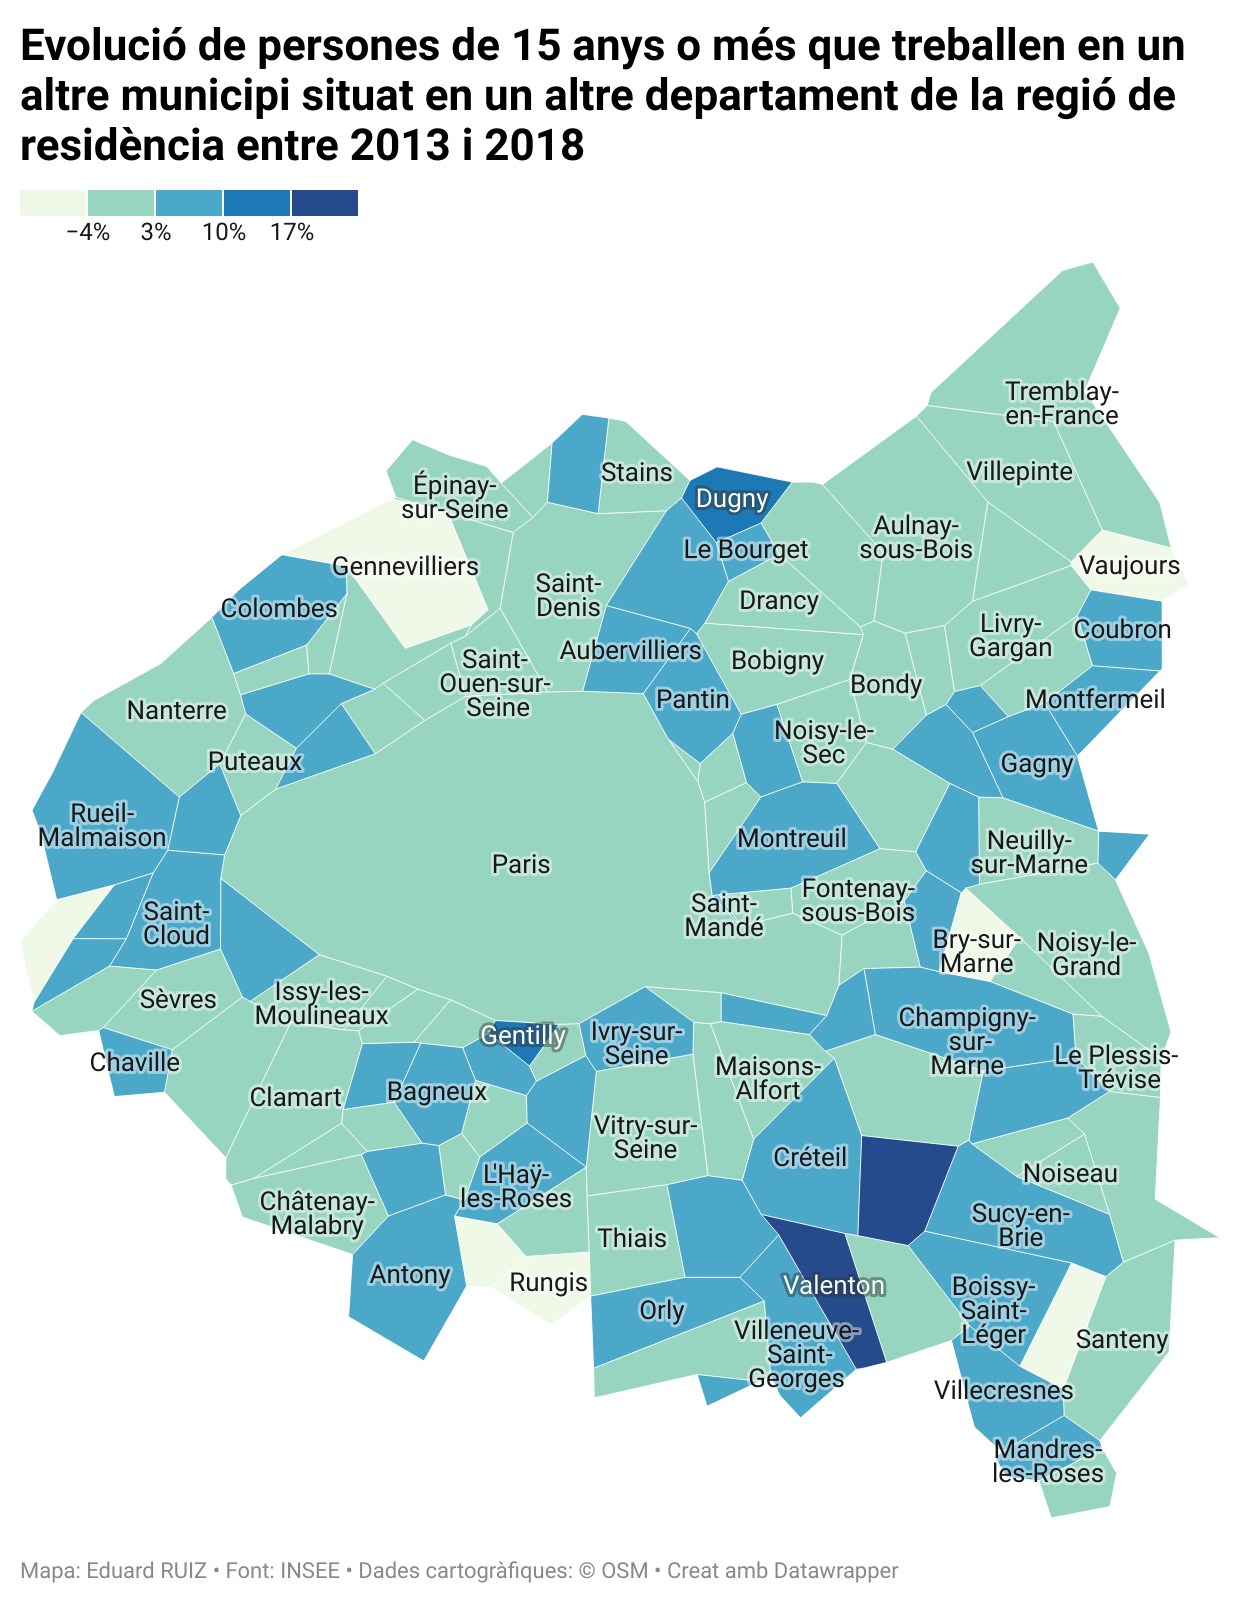 Evolució de persones de 15 anys o més que treballen en un
altre municipi situat en un altre departament de la regió de
residència entre 2013 i 2018
−4% 3% 10% 17%
Tremblay-
en-France
Villepinte
Stains
Épinay-
sur-Seine
Dugny
Aulnay-
sous-Bois
Le Bourget
Vaujours
Gennevilliers
Saint-
Denis
Drancy
Colombes
Livry-
Gargan
Coubron
Aubervilliers
Bobigny
Saint-
Ouen-sur-
Seine
Bondy
Pantin
Montfermeil
Nanterre
Noisy-le-
Sec
Puteaux
Gagny
Rueil-
Malmaison
Montreuil
Neuilly-
sur-Marne
Paris
Fontenay-
sous-Bois
Saint-
Mandé
Saint-
Cloud
Bry-sur-
Marne
Noisy-le-
Grand
Sèvres
Issy-les-
Moulineaux
Gentilly
Ivry-sur-
Seine
Champigny-
sur-
Marne
Chaville
Le Plessis-
Trévise
Maisons-
Alfort
Clamart
Bagneux
Vitry-sur-
Seine
Créteil
Noiseau
L'Haÿ-
les-Roses
Châtenay-
Malabry
Sucy-en-
Brie
Thiais
Antony
Rungis
Valenton
Boissy-
Saint-
Léger
Orly
Villeneuve-
Saint-
Georges
Santeny
Villecresnes
Mandres-
les-Roses
Mapa: Eduard RUIZ • Font: INSEE • Dades cartogràfiques: © OSM • Creat amb Datawrapper